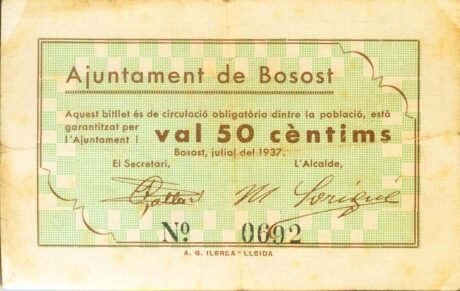 Ajuntament de Bosost
Aquest bitllet és de circulació obligatòria dintre la població, està
garantitzat per
l'Ajuntament i val 50 cèntims
Bosost, juliol del 1937.
El Secretari, L'Alcalde,
Nº 0692
A. G. ILERDA—LLEIDA